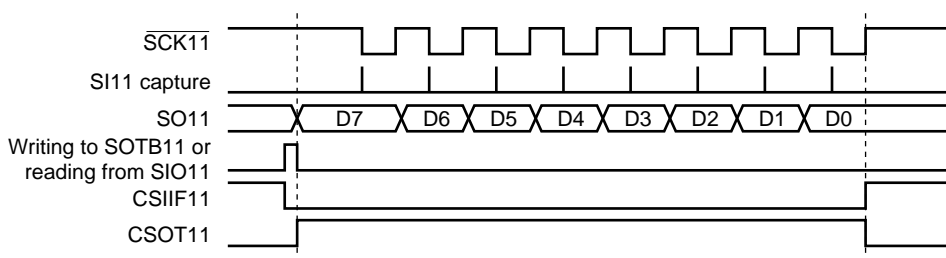 SCK11
SI11 capture
SO11 D7 D6 D5 D4 D3 D2 D1 D0
Writing to SOTB11 or
reading from SIO11
CSIIF11
CSOT11